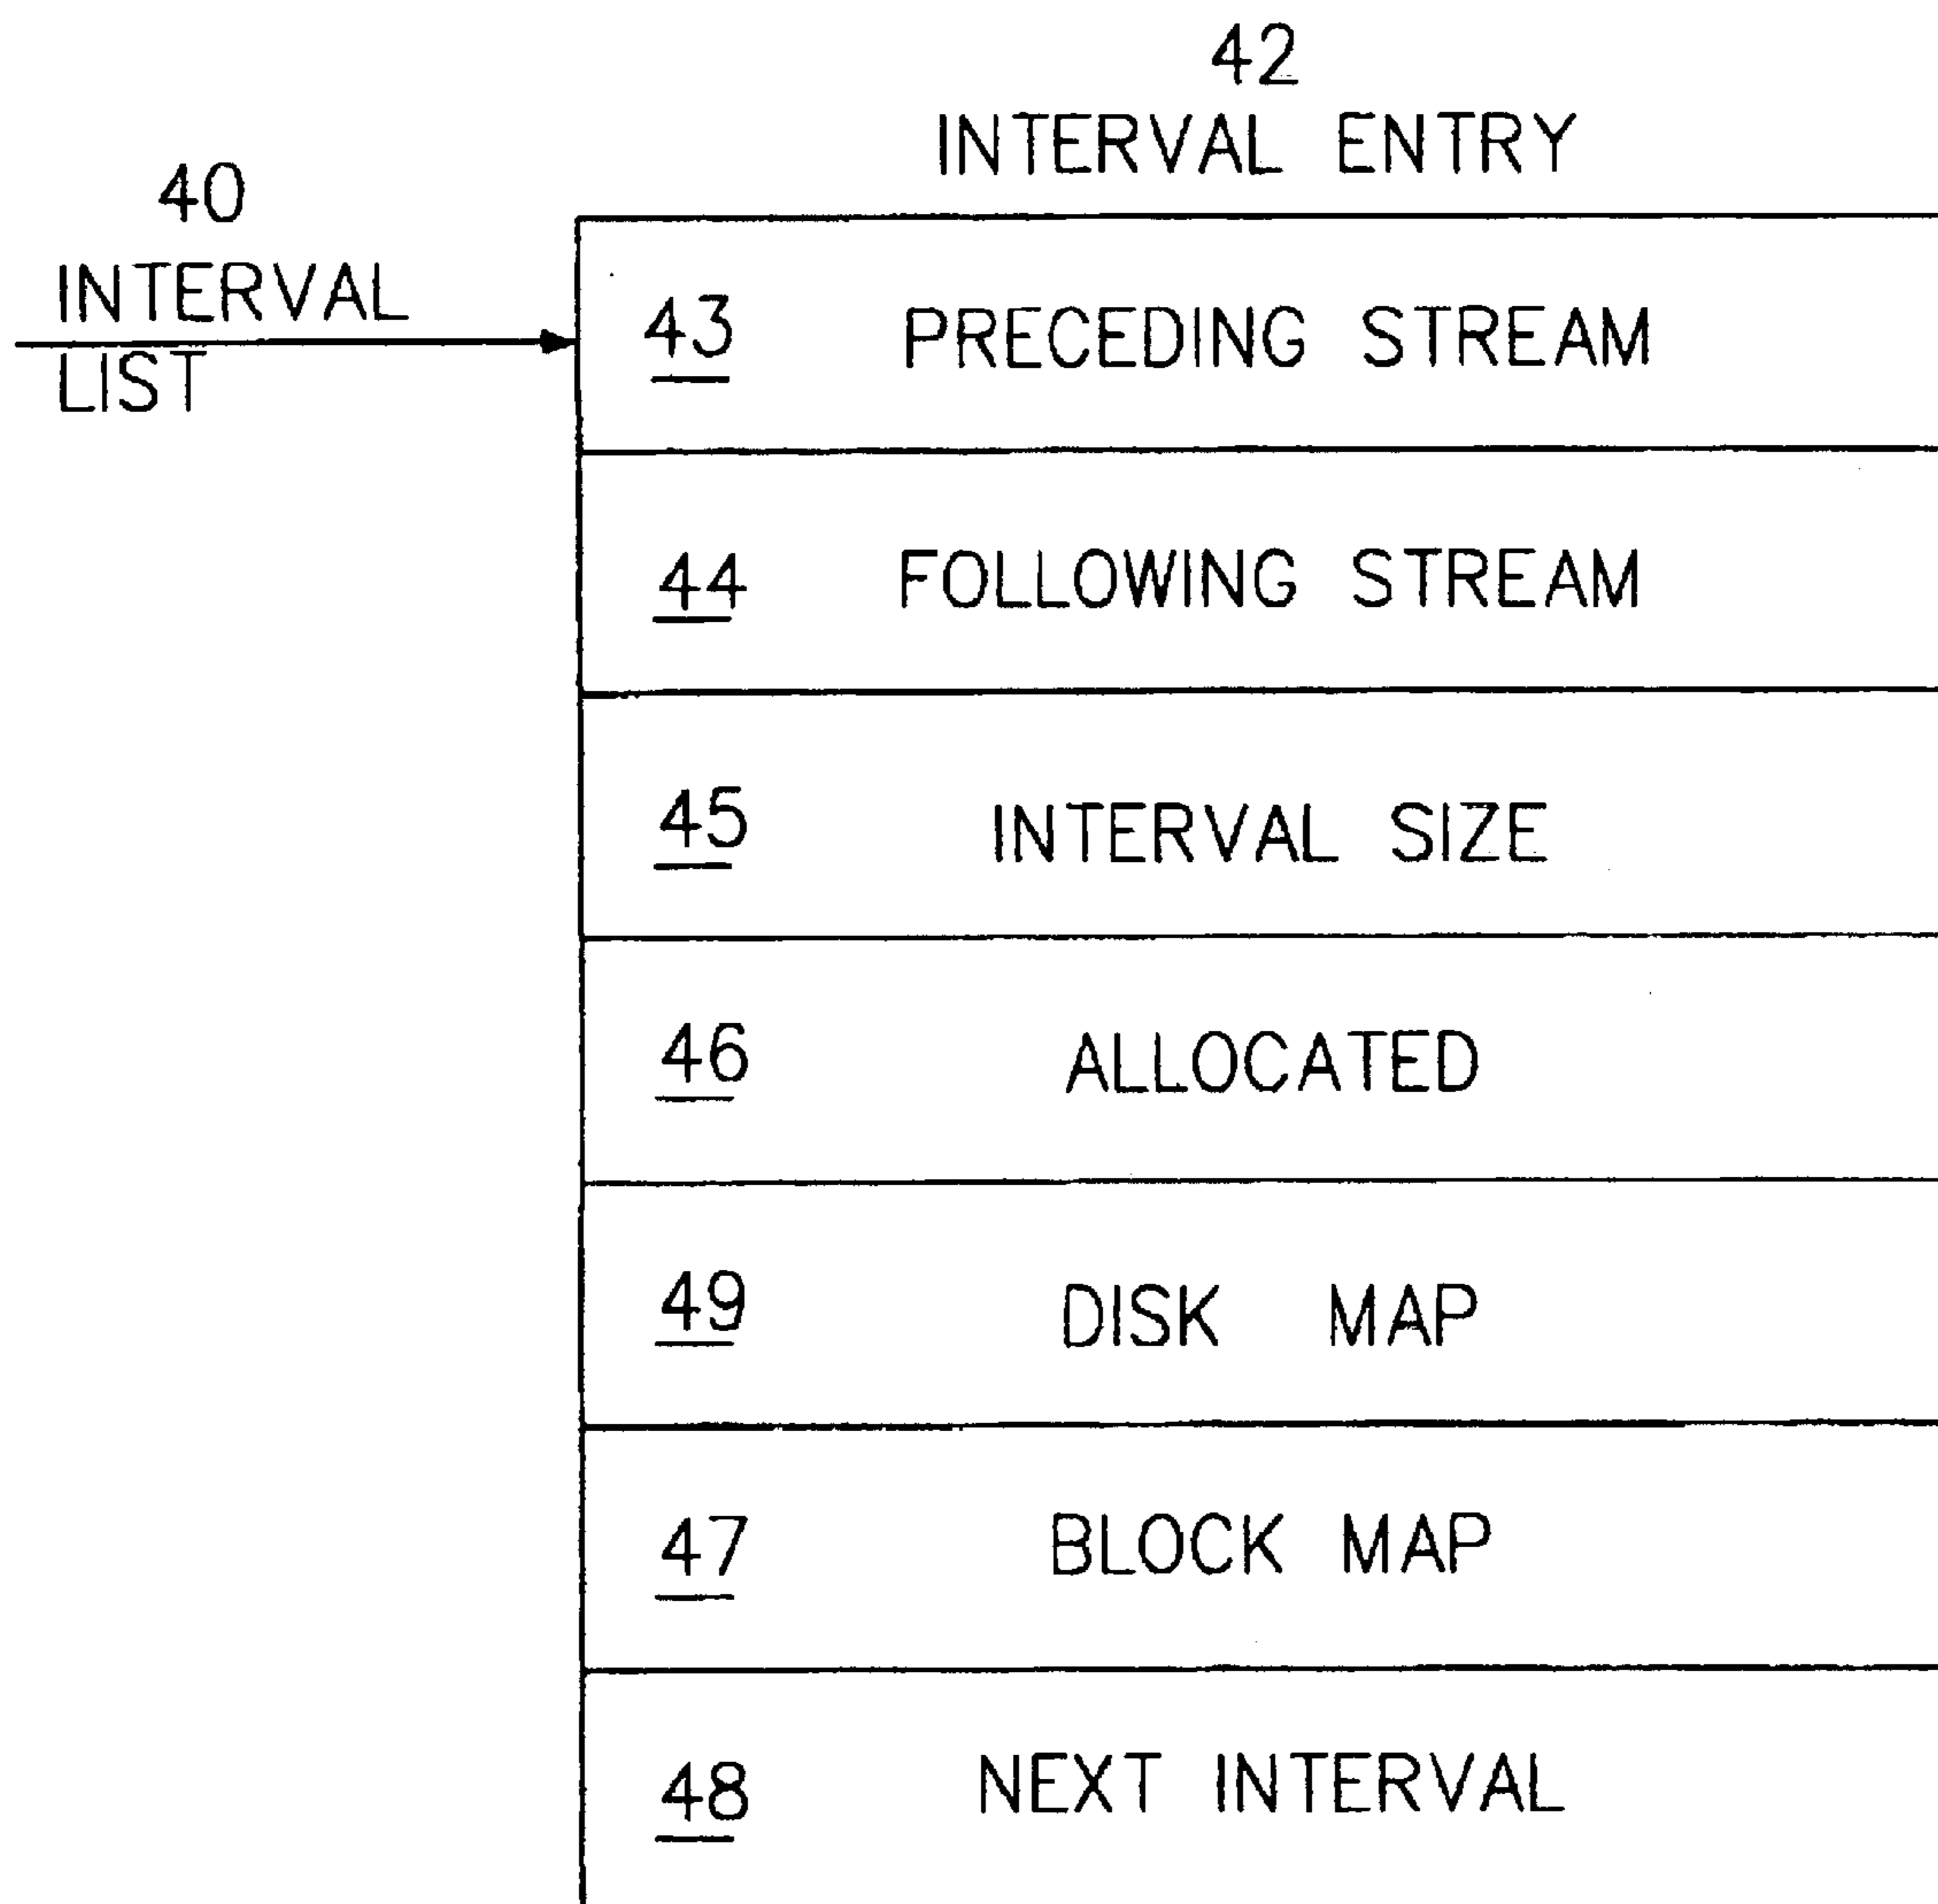 42
INTERVAL ENTRY
40
INTERVAL
LIST
43 PRECEDING STREAM
44 FOLLOWING STREAM
45 INTERVAL SIZE
46 ALLOCATED
49 DISK MAP
47 BLOCK MAP
48 NEXT INTERVAL